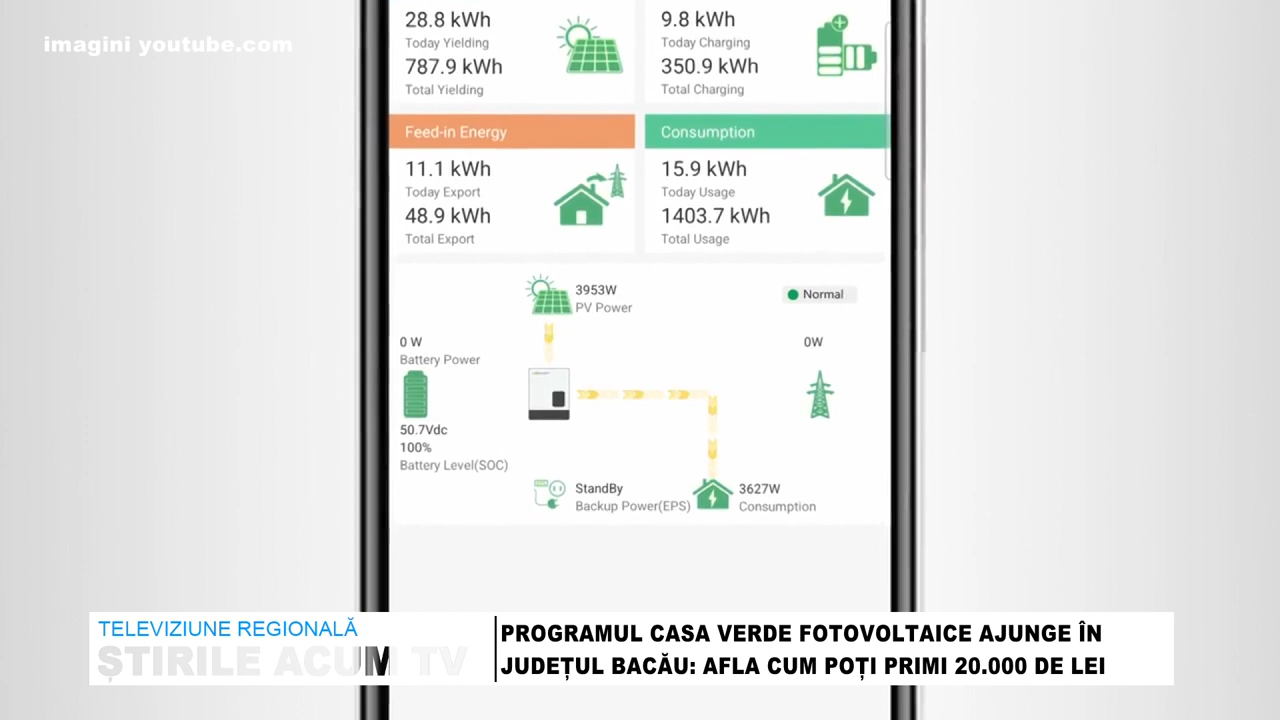 imagini youtube.com
28.8 kWh
Today Yielding
787.9 kWh
Total Yielding
9.8 kWh
Today Charging
350.9 kWh
Total Charging
Feed-in Energy
11.1 kWh
Today Export
48.9 kWh
Total Export
Consumption
15.9 kWh
Today Usage
1403.7 kWh
Total Usage
3953W
PV Power
Normal
0 W
Battery Power
0W
50.7Vdc
100%
Battery Level(SOC)
StandBy
Backup Power(EPS)
3627W
Consumption
TELEVIZIUNE REGIONALĂ
ȘTIRILE ACUM TV
PROGRAMUL CASA VERDE FOTOVOLTAICE AJUNGE ÎN
JUDEȚUL BACĂU: AFLA CUM POȚI PRIMI 20.000 DE LEI